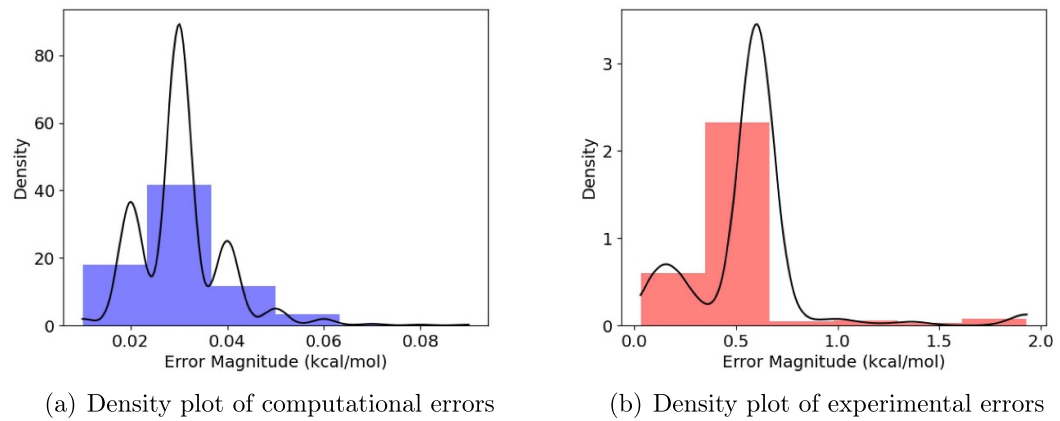 80
60
40
20
0
Density
0.02 0.04 0.06 0.08
Error Magnitude (kcal/mol)
(a) Density plot of computational errors
3
2
1
0
Density
0.0 0.5 1.0 1.5 2.0
Error Magnitude (kcal/mol)
(b) Density plot of experimental errors